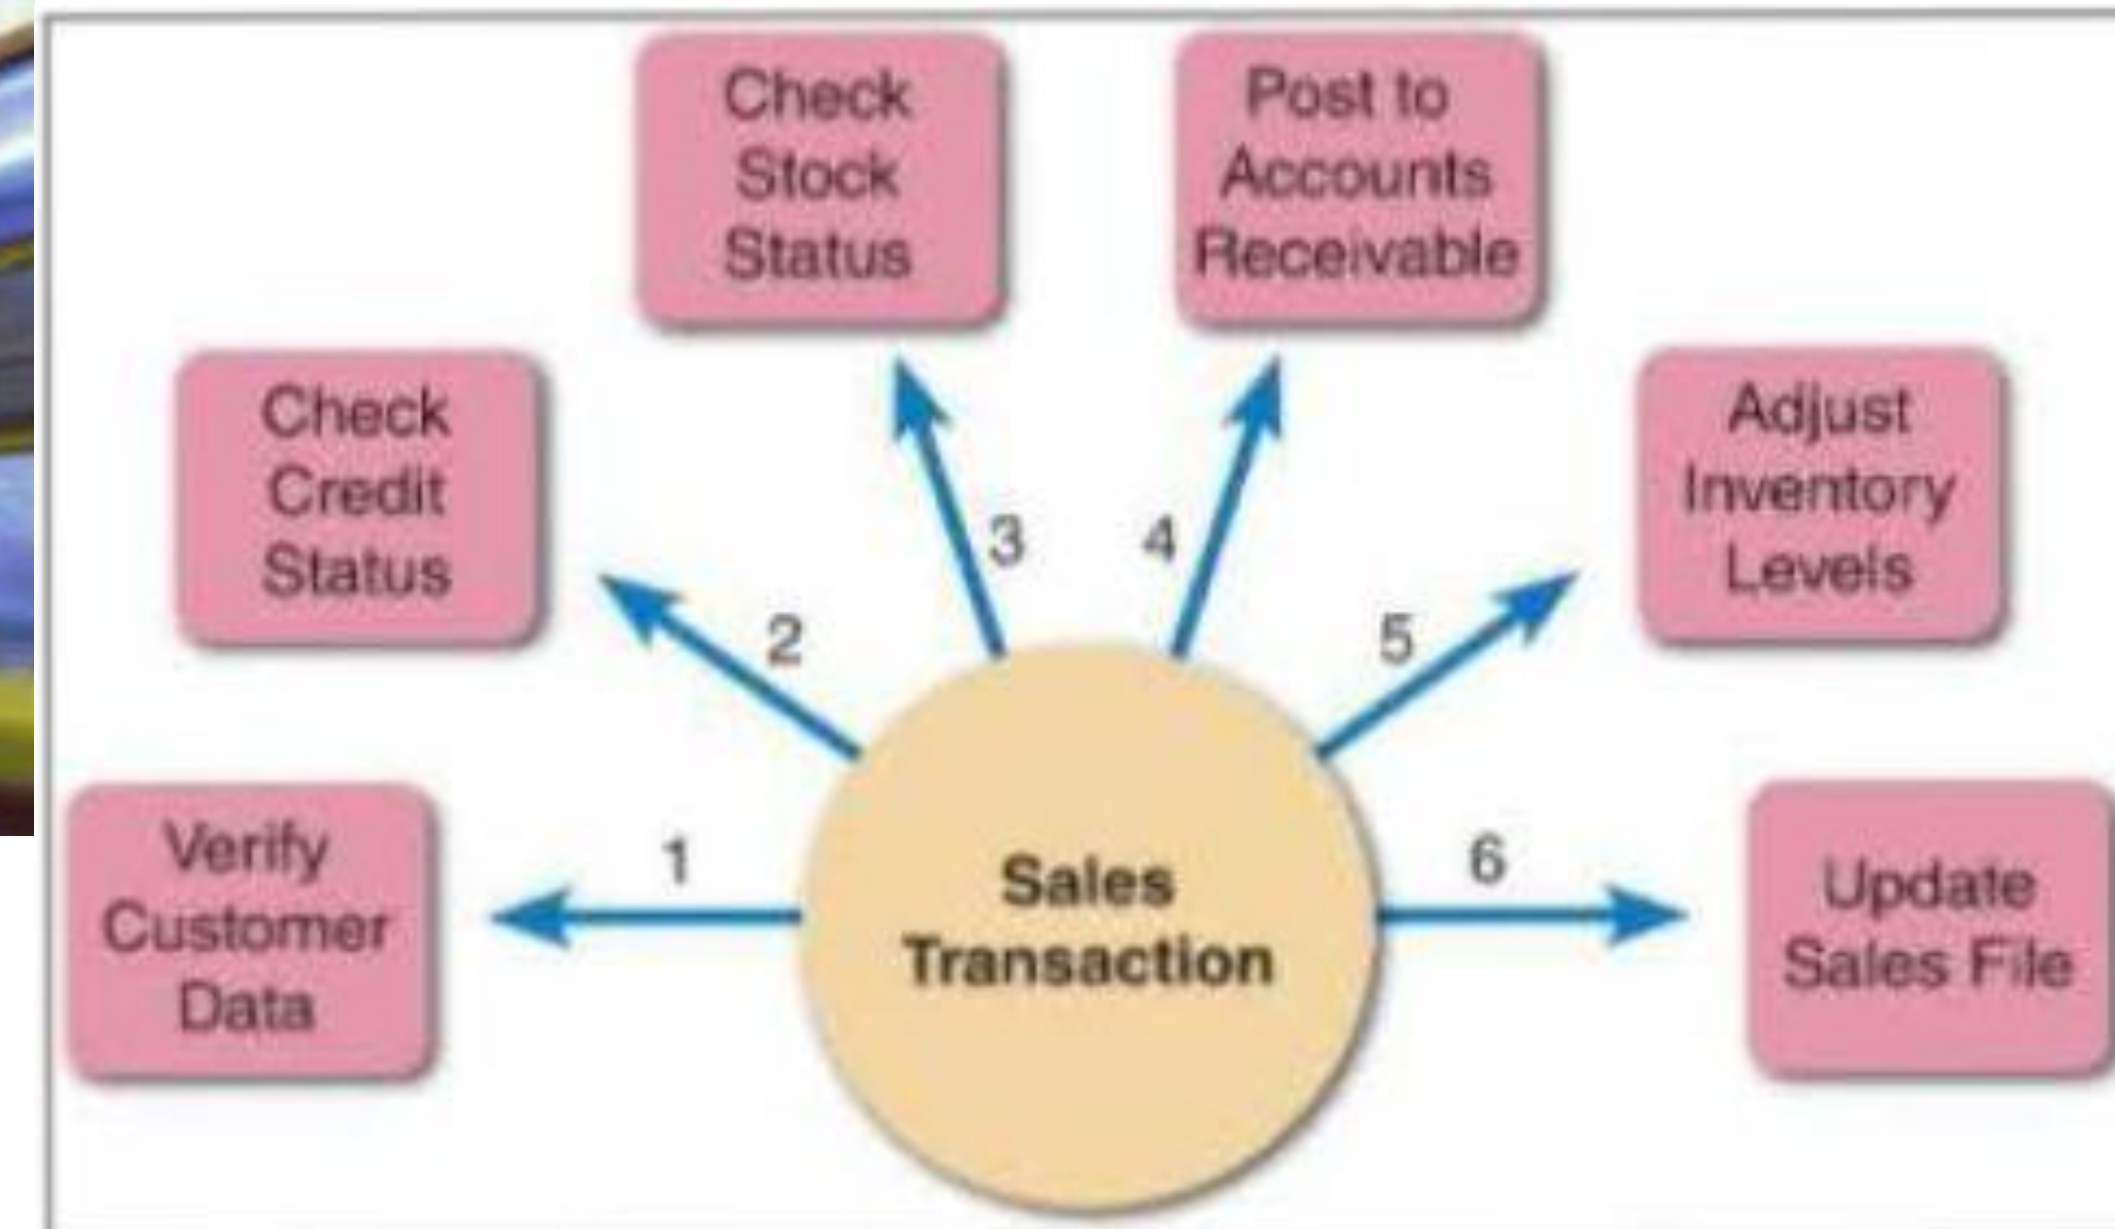 Check
Stock
Status
Post to
Accounts
Receivable
Check
Credit
Status
Adjust
Inventory
Levels
3
4
2
5
Verify
Customer
Data
1
Sales
Transaction
6
Update
Sales File